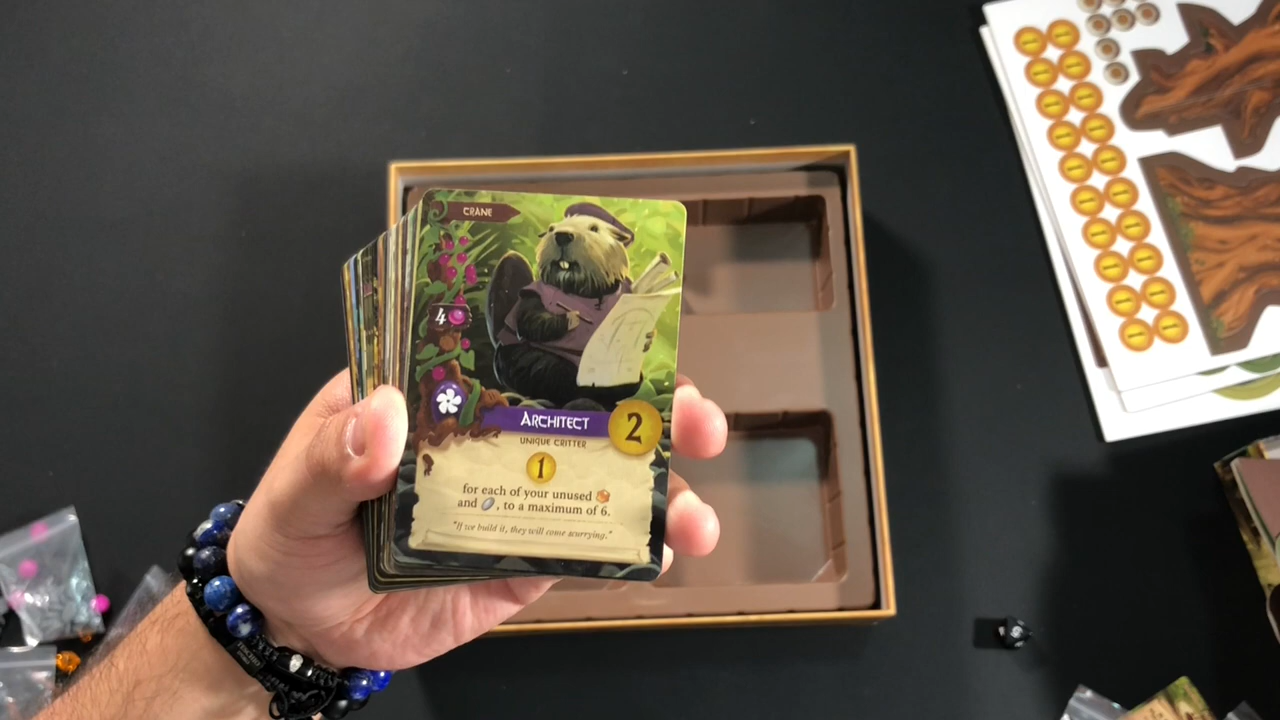 CRANE
4
ARCHITECT
2
UNIQUE CRITTER
1
for each of your unused
and , to a maximum of 6.
"If we build it, they will come scurrying."